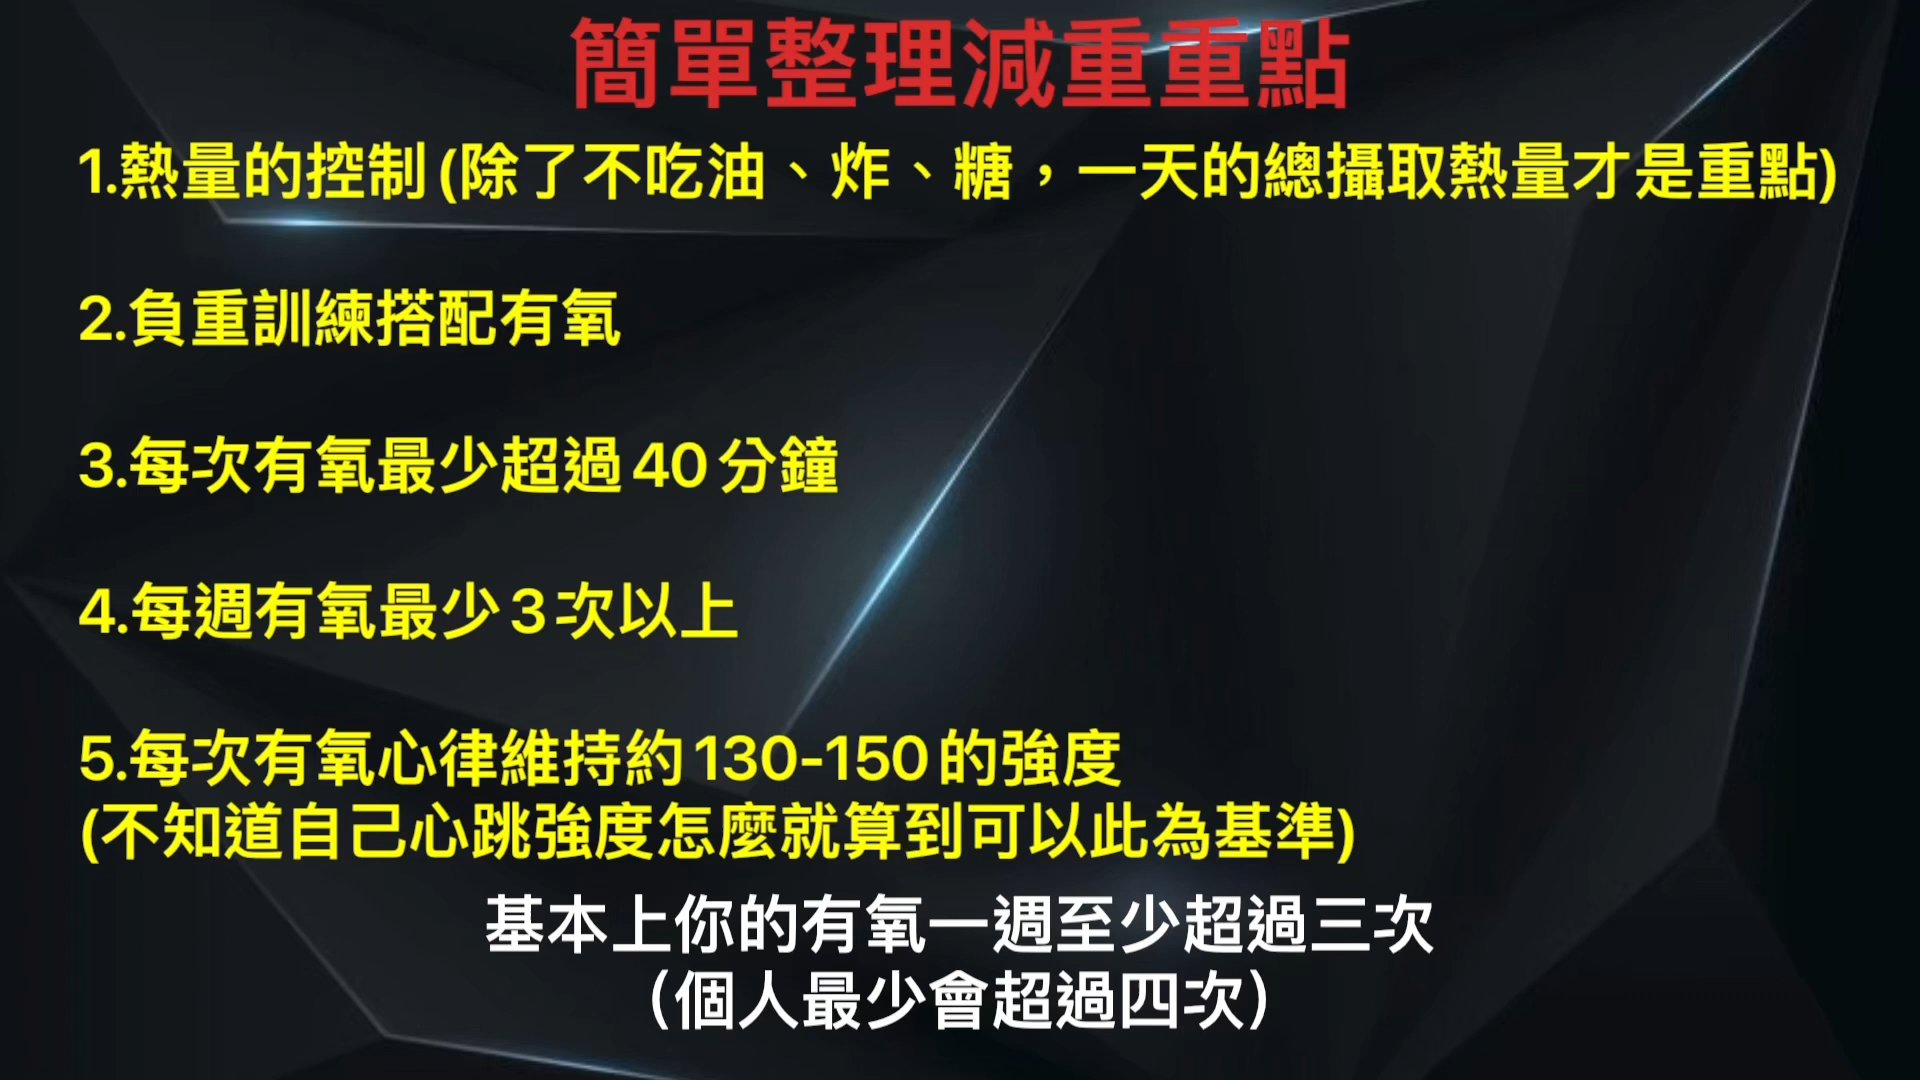 簡單整理減重重點
1.熱量的控制(除了不吃油、炸、糖，一天的總攝取熱量才是重點)
2.負重訓練搭配有氧
3.每次有氧最少超過40分鐘
4.每週有氧最少3次以上
5.每次有氧心律維持約130-150的強度
(不知道自己心跳強度怎麼就算到可以此為基準)
基本上你的有氧一週至少超過三次
（個人最少會超過四次）